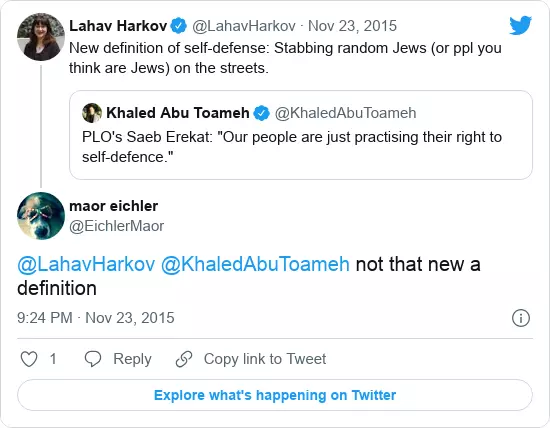 Lahav Harkov @LahavHarkov · Nov 23, 2015
New definition of self-defense: Stabbing random Jews (or ppl you
think are Jews) on the streets.
Khaled Abu Toameh @KhaledAbuToameh
PLO's Saeb Erekat: "Our people are just practising their right to
self-defence."
maor eichler
@EichlerMaor
@LahavHarkov @KhaledAbuToameh not that new a
definition
9:24 PM · Nov 23, 2015
1 Reply Copy link to Tweet
Explore what's happening on Twitter